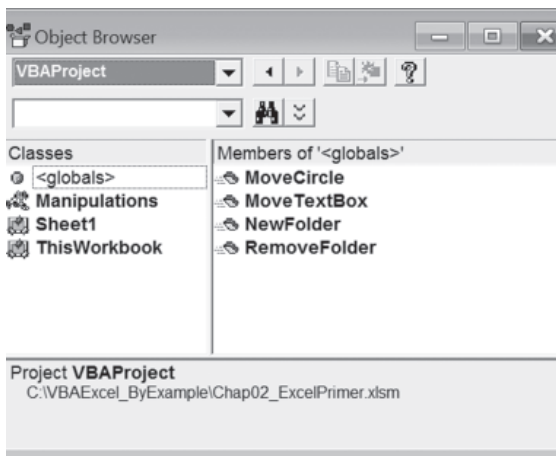 Object Browser
VBAProject
Classes
Members of '<globals>'
<globals>
Manipulations
Sheet1
ThisWorkbook
MoveCircle
MoveTextBox
NewFolder
RemoveFolder
Project VBAProject
C:\VBAExcel_ByExample\Chap02_ExcelPrimer.xlsm